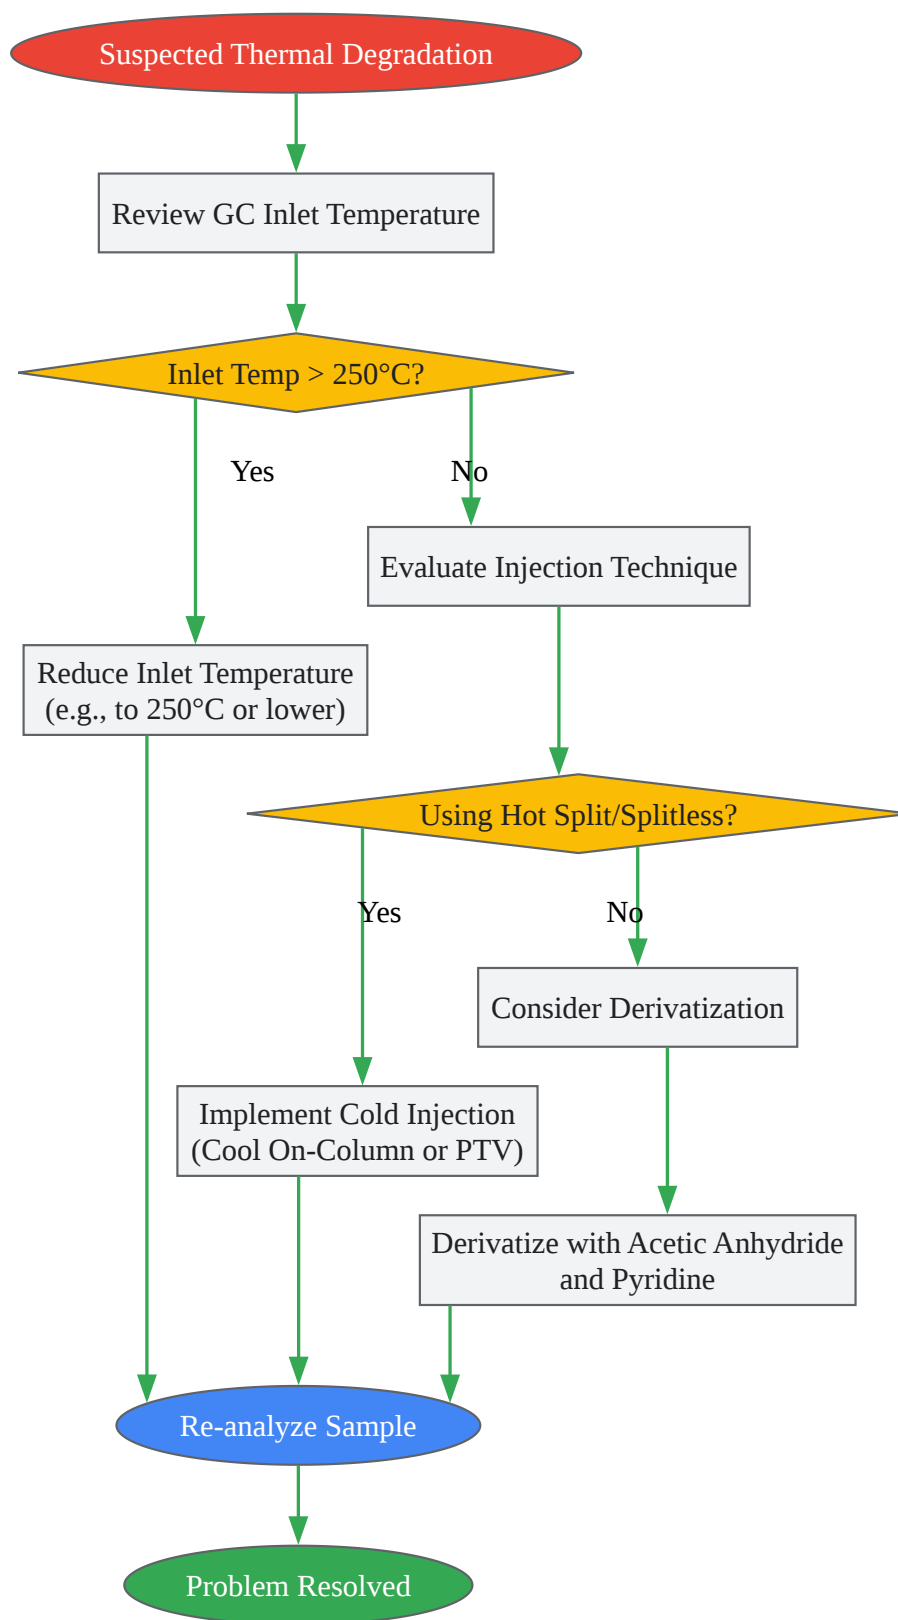 Suspected Thermal Degradation
Review GC Inlet Temperature
Inlet Temp > 250°C?
Yes
No
Evaluate Injection Technique
Reduce Inlet Temperature
(e.g., to 250°C or lower)
Using Hot Split/Splitless?
Yes
No
Consider Derivatization
Implement Cold Injection
(Cool On-Column or PTV)
Derivatize with Acetic Anhydride
and Pyridine
Re-analyze Sample
Problem Resolved